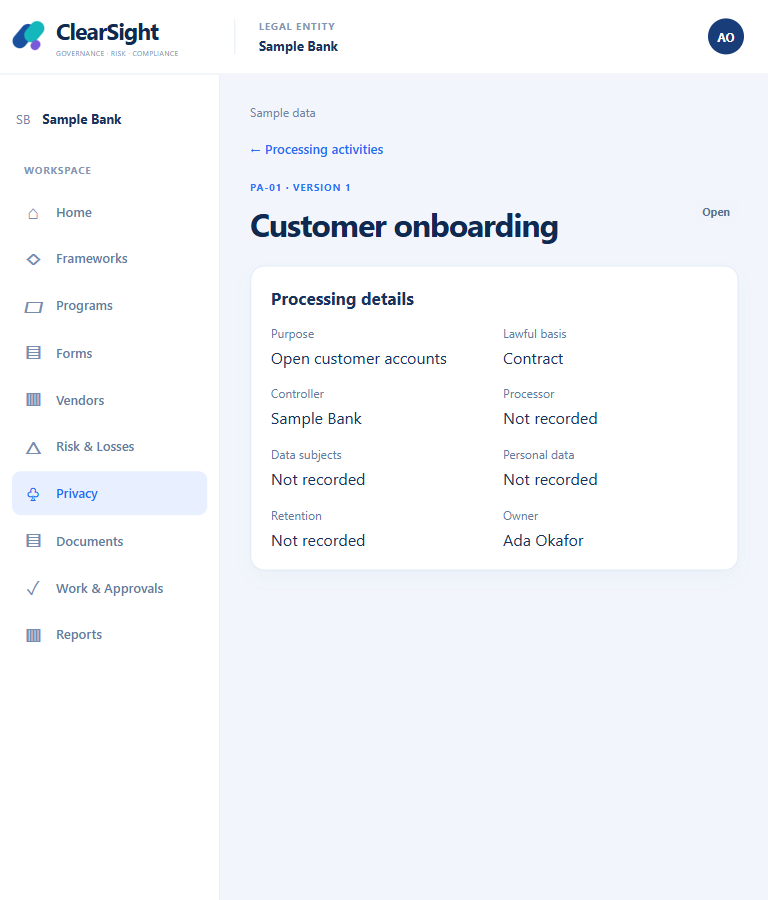 ClearSight
GOVERNANCE · RISK · COMPLIANCE
LEGAL ENTITY
Sample Bank
AO
SB Sample Bank
WORKSPACE
Home
Frameworks
Programs
Forms
Vendors
Risk & Losses
Privacy
Documents
Work & Approvals
Reports
Sample data
← Processing activities
PA-01 · VERSION 1
Customer onboarding
Open
Processing details
Purpose
Open customer accounts
Lawful basis
Contract
Controller
Sample Bank
Processor
Not recorded
Data subjects
Not recorded
Personal data
Not recorded
Retention
Not recorded
Owner
Ada Okafor